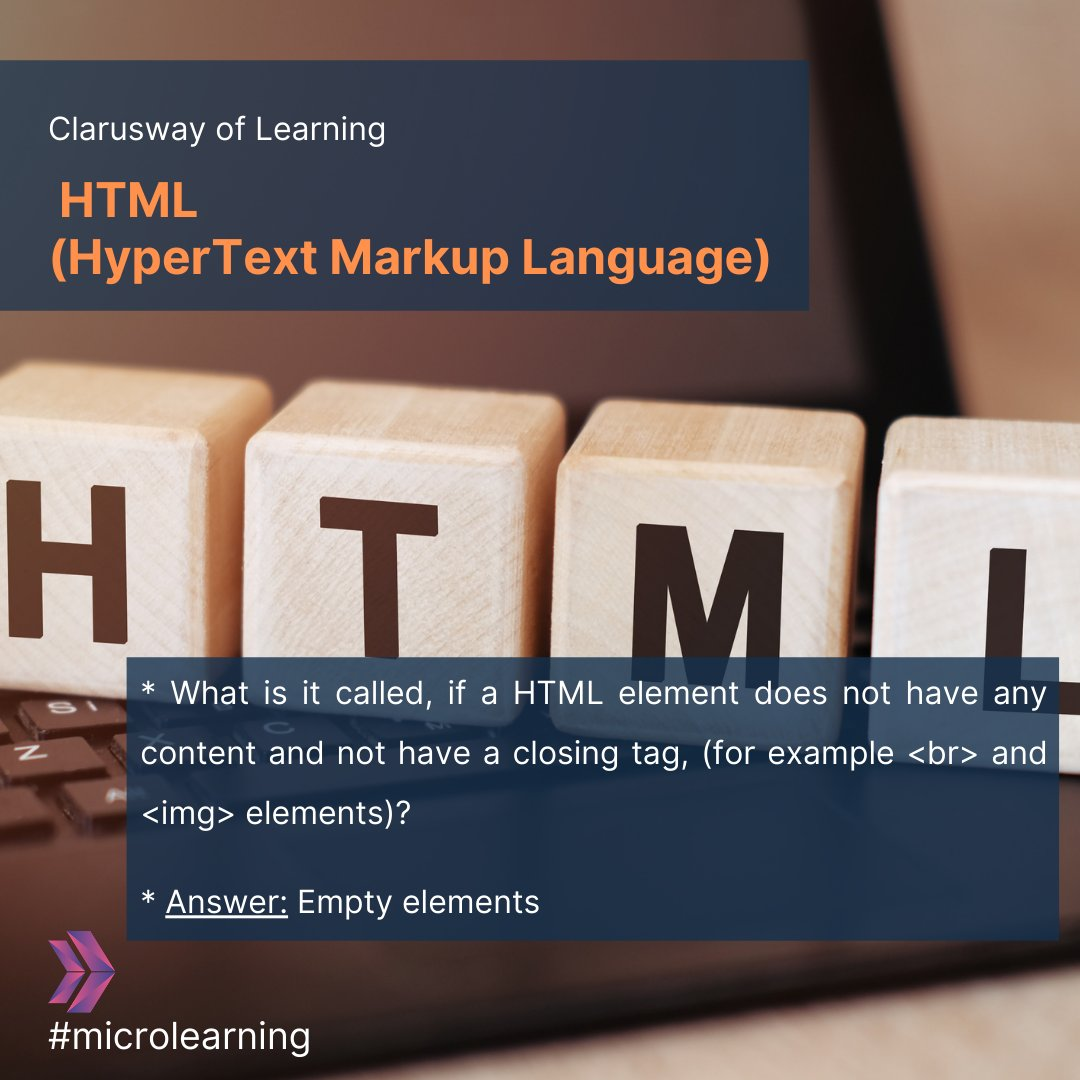 Clarusway of Learning
HTML
(HyperText Markup Language)
H T M L
* What is it called, if a HTML element does not have any
content and not have a closing tag, (for example <br> and
<img> elements)?
* Answer: Empty elements
#microlearning